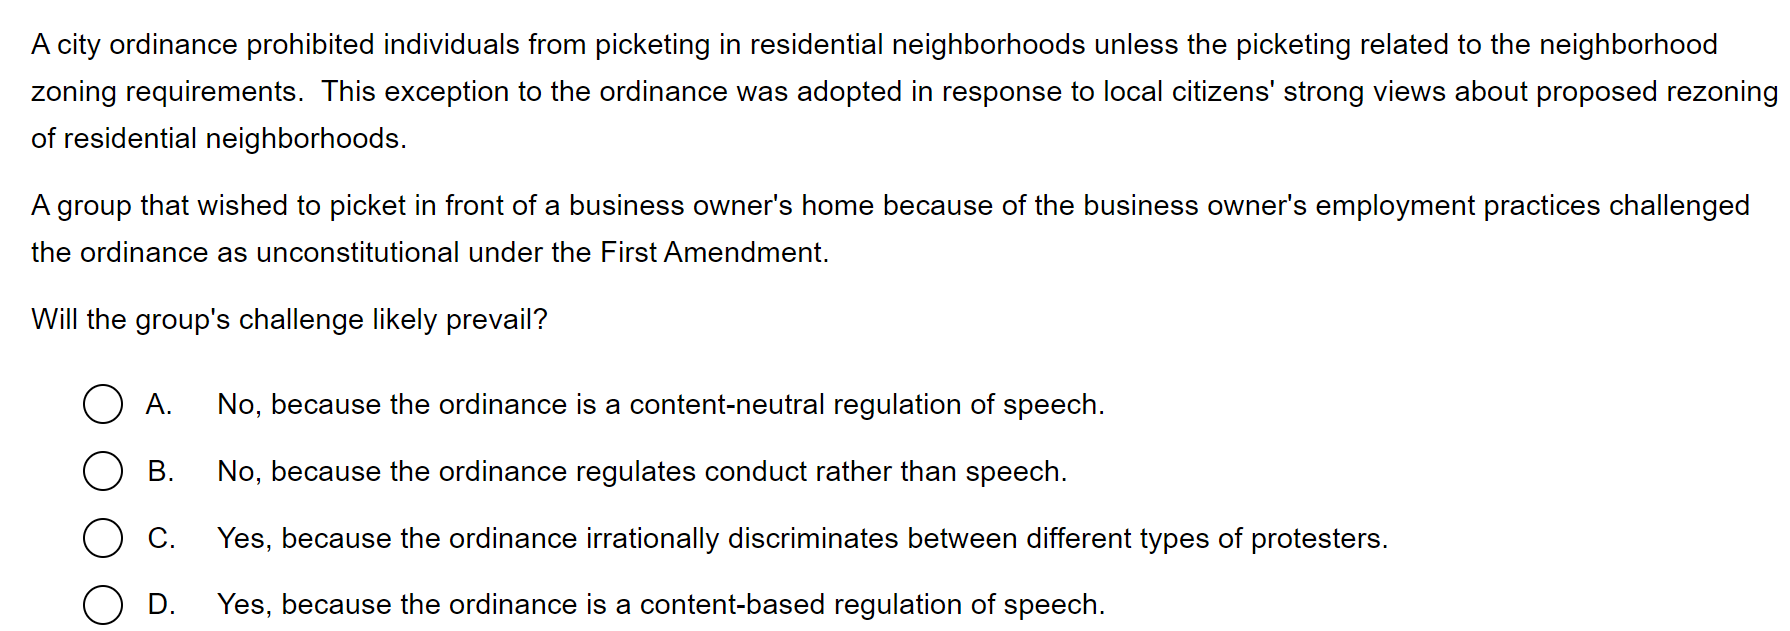 A city ordinance prohibited individuals from picketing in residential neighborhoods unless the picketing related to the neighborhood
zoning requirements.  This exception to the ordinance was adopted in response to local citizens' strong views about proposed rezoning
of residential neighborhoods.
A group that wished to picket in front of a business owner's home because of the business owner's employment practices challenged
the ordinance as unconstitutional under the First Amendment.
Will the group's challenge likely prevail?
A. No, because the ordinance is a content-neutral regulation of speech.
B. No, because the ordinance regulates conduct rather than speech.
C. Yes, because the ordinance irrationally discriminates between different types of protesters.
D. Yes, because the ordinance is a content-based regulation of speech.